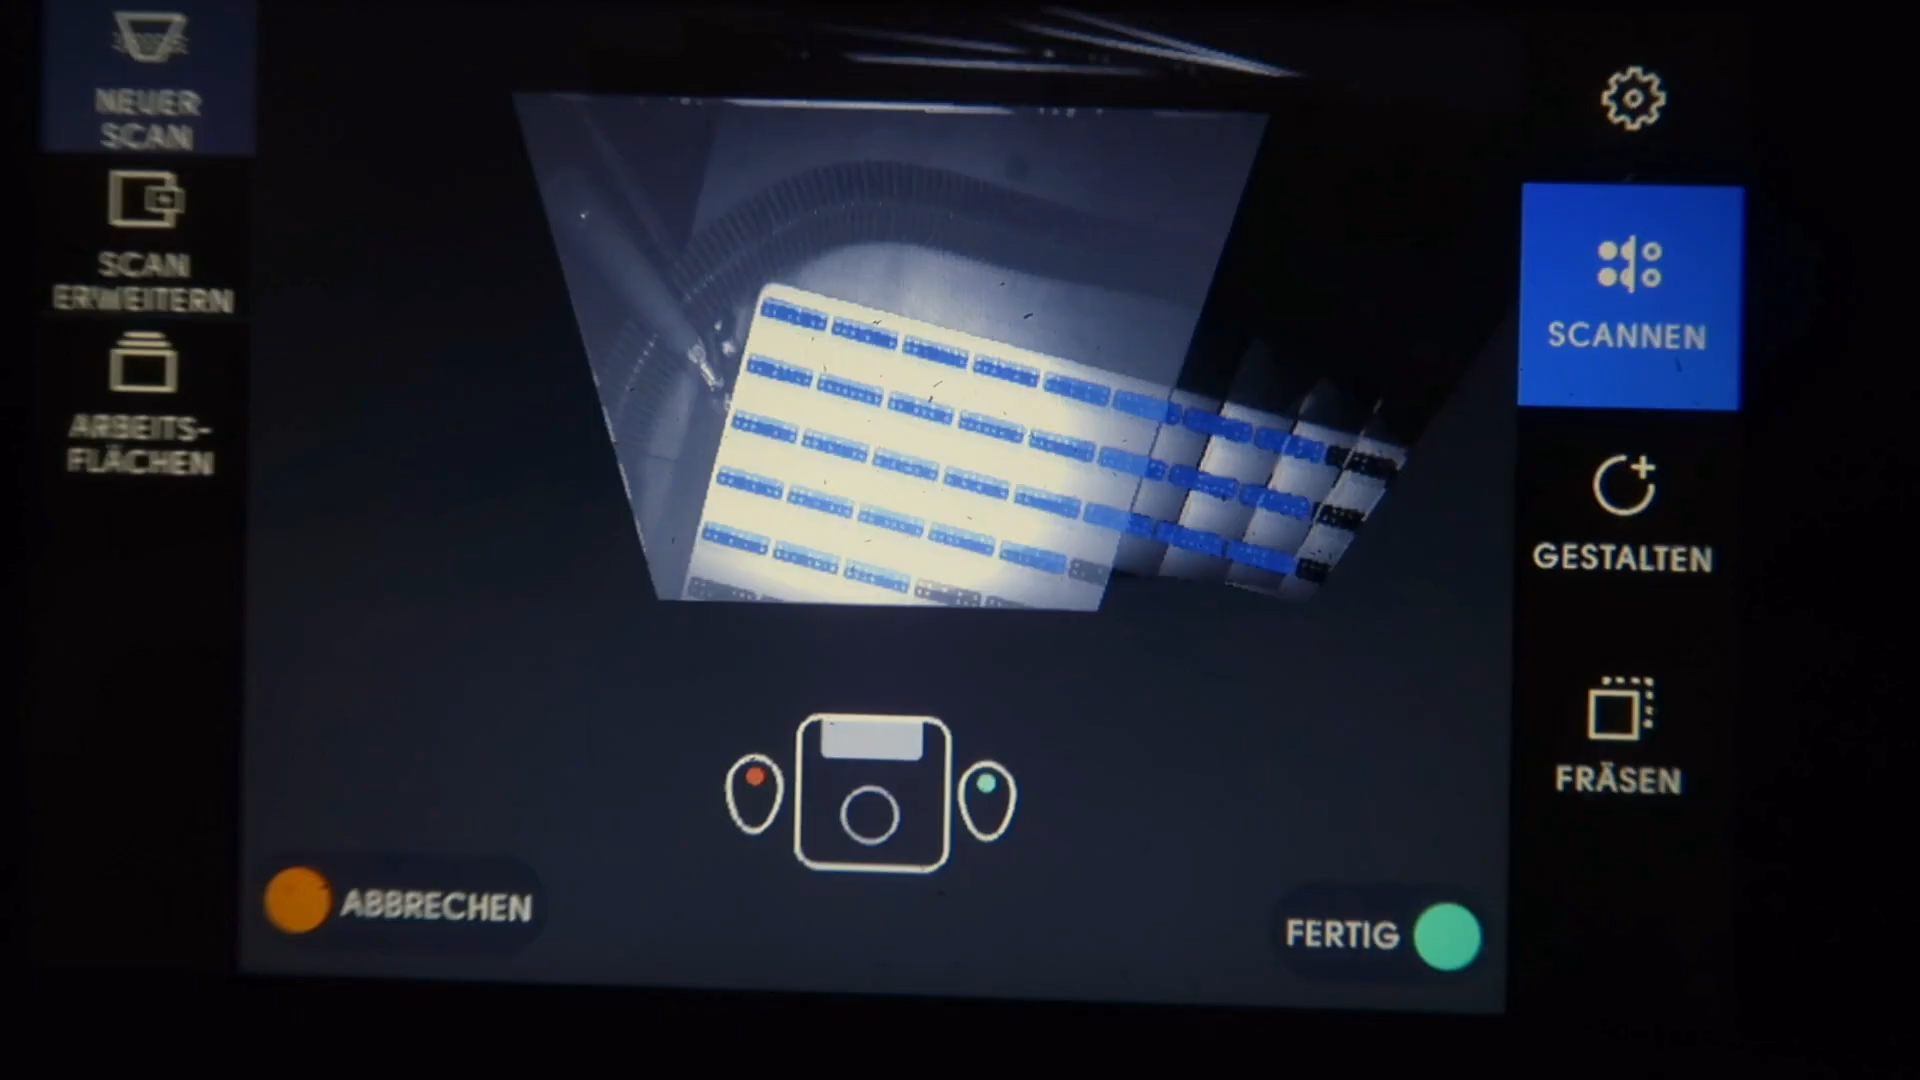 NEUER
SCAN
SCAN
ERWEITERN
ARBEITS-
FLÄCHEN
SCANNEN
GESTALTEN
FRÄSEN
ABBRECHEN
FERTIG